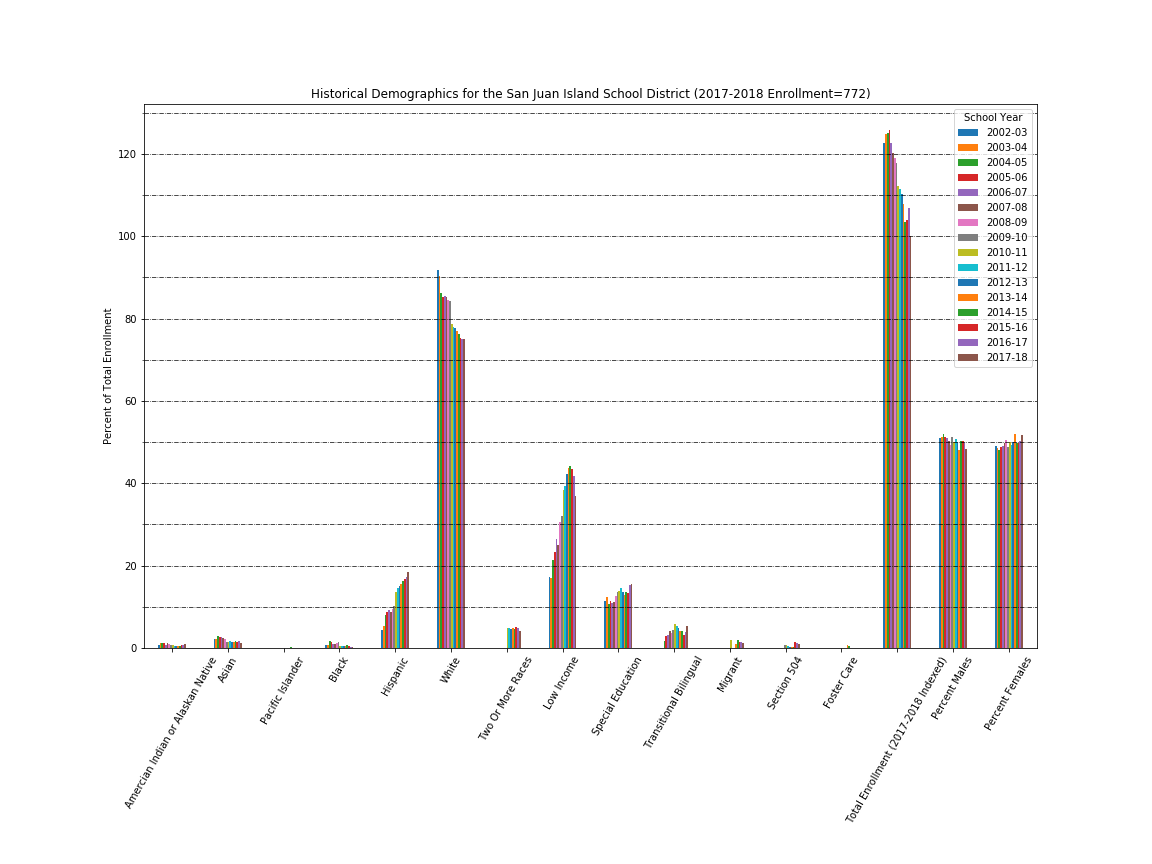 Historical Demographics for the San Juan Island School District (2017-2018 Enrollment=772)
Percent of Total Enrollment
120
100
80
60
40
20
0
School Year
2002-03
2003-04
2004-05
2005-06
2006-07
2007-08
2008-09
2009-10
2010-11
2011-12
2012-13
2013-14
2014-15
2015-16
2016-17
2017-18
Amercian Indian or Alaskan Native
Asian
Pacific Islander
Black
Hispanic
White
Two Or More Races
Low Income
Special Education
Transitional Bilingual
Migrant
Section 504
Foster Care
Total Enrollment (2017-2018 Indexed)
Percent Males
Percent Females